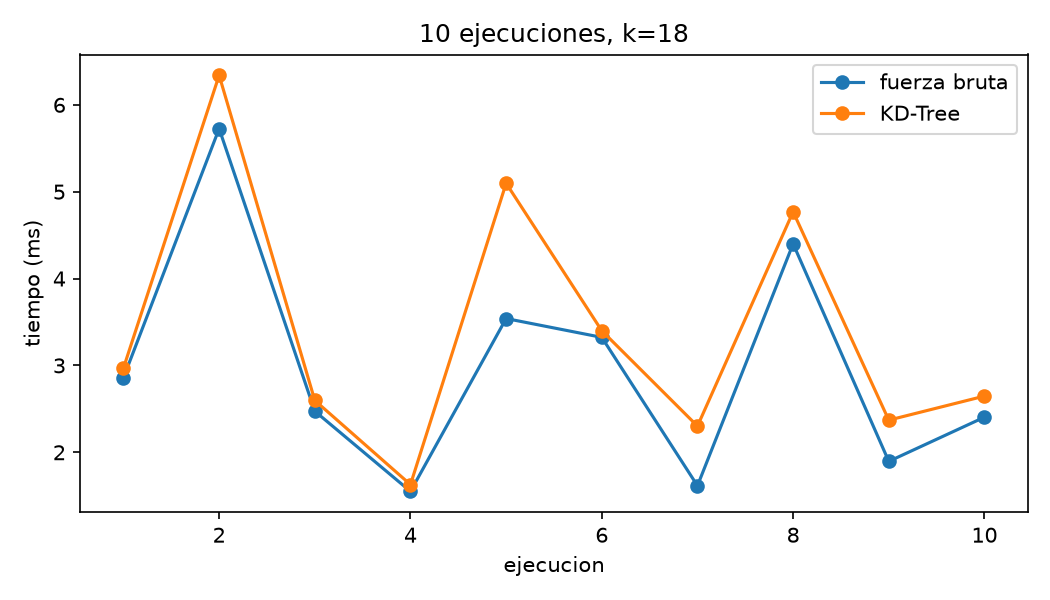 10 ejecuciones, k=18
fuerza bruta
KD-Tree
tiempo (ms)
6
5
4
3
2
2 4 6 8 10
ejecucion